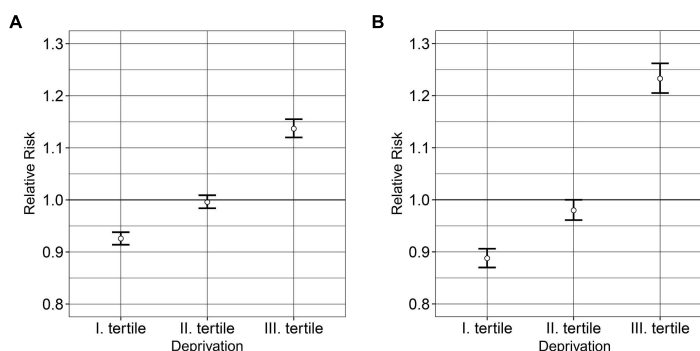 A
Relative Risk
1.3
1.2
1.1
1.0
0.9
0.8
I. tertile II. tertile III. tertile
Deprivation
B
Relative Risk
1.3
1.2
1.1
1.0
0.9
0.8
I. tertile II. tertile III. tertile
Deprivation